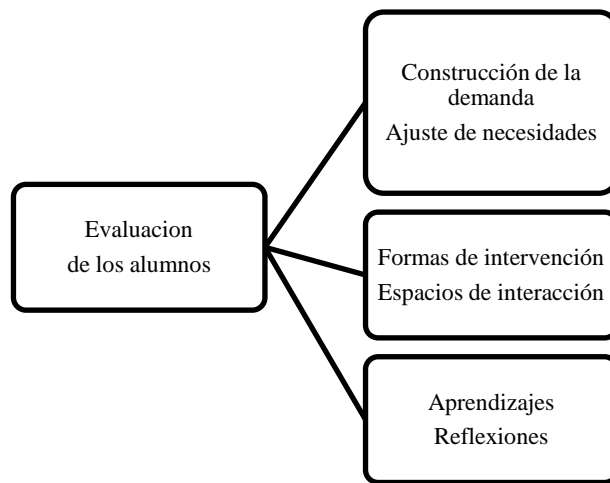 Evaluacion
de los alumnos
Construcción de la
demanda
Ajuste de necesidades
Formas de intervención
Espacios de interacción
Aprendizajes
Reflexiones